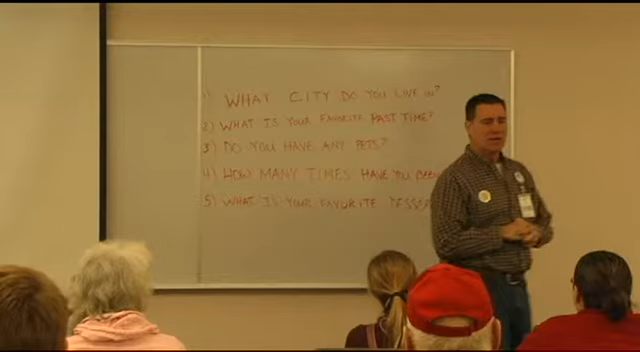 1) WHAT CITY DO YOU LIVE IN?
2) WHAT IS YOUR FAVORITE PAST TIME?
3) DO YOU HAVE ANY PETS?
4) HOW MANY TIMES HAVE YOU BEEN
5) WHAT IS YOUR FAVORITE